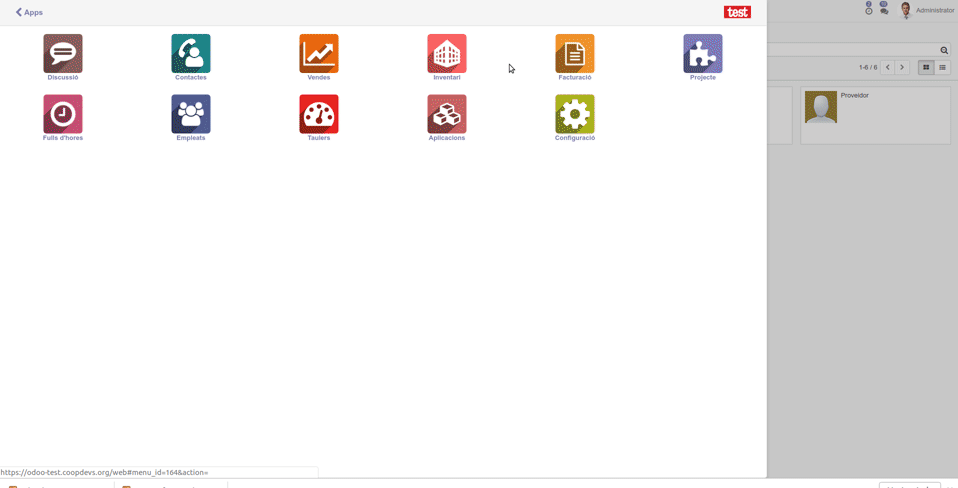 Apps
test
Administrator
Discussió
Contactes
Vendes
Inventari
Facturació
Projecte
1-6 / 6
Proveïdor
Fulls d'hores
Empleats
Taulers
Aplicacions
Configuració
https://odoo-test.coopdevs.org/web#menu_id=164&action=